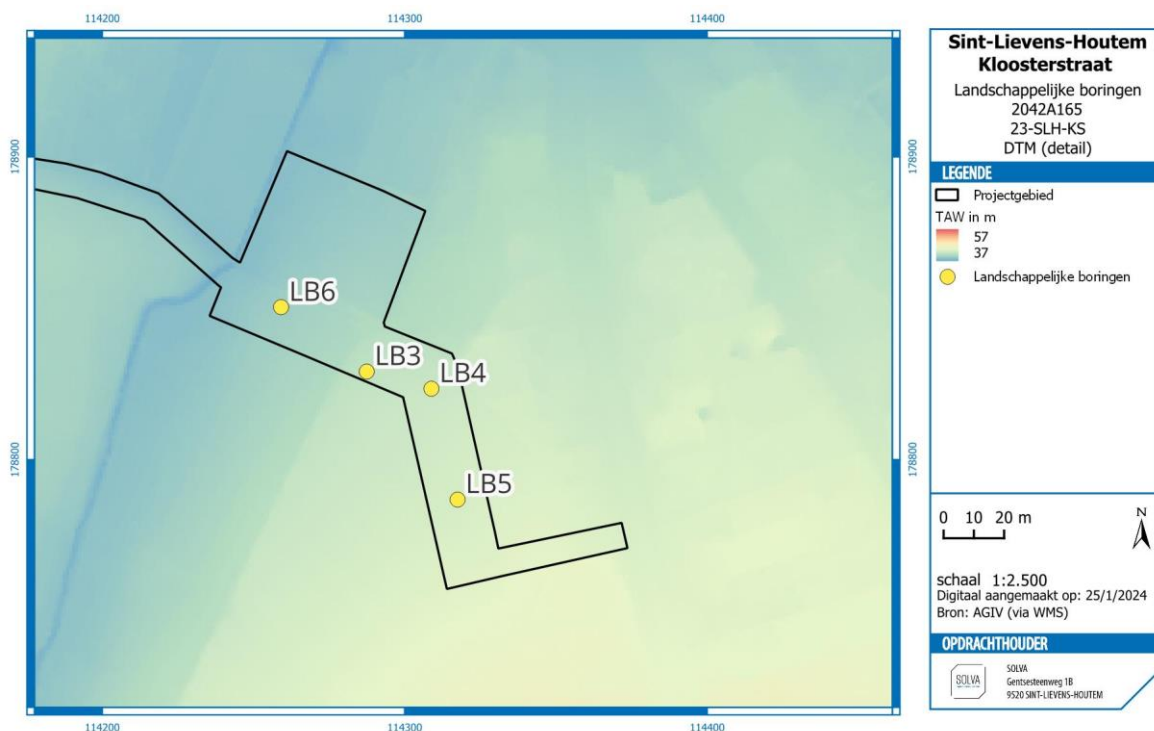 114200
114300
114400
178900
178900
178800
178800
LB6
LB3
LB4
LB5
114200
114300
114400
Sint-Lievens-Houtem
Kloosterstraat
Landschappelijke boringen
2042A165
23-SLH-KS
DTM (detail)
LEGENDE
Projectgebied
TAW in m
57
37
Landschappelijke boringen
0 10 20 m
N
schaal 1:2.500
Digitaal aangemaakt op: 25/1/2024
Bron: AGIV (via WMS)
OPDRACHTHOUDER
SOLVA
SOLVA
Gentsesteenweg 1B
9520 SINT-LIEVENS-HOUTEM